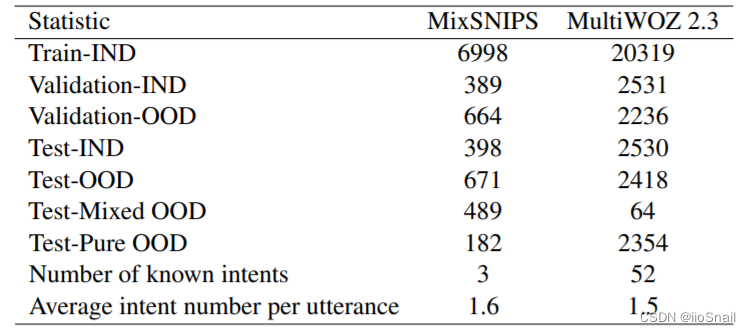 Statistic MixSNIPS MultiWOZ 2.3
Train-IND 6998 20319
Validation-IND 389 2531
Validation-OOD 664 2236
Test-IND 398 2530
Test-OOD 671 2418
Test-Mixed OOD 489 64
Test-Pure OOD 182 2354
Number of known intents 3 52
Average intent number per utterance 1.6 1.5
CSDN @iioSnail